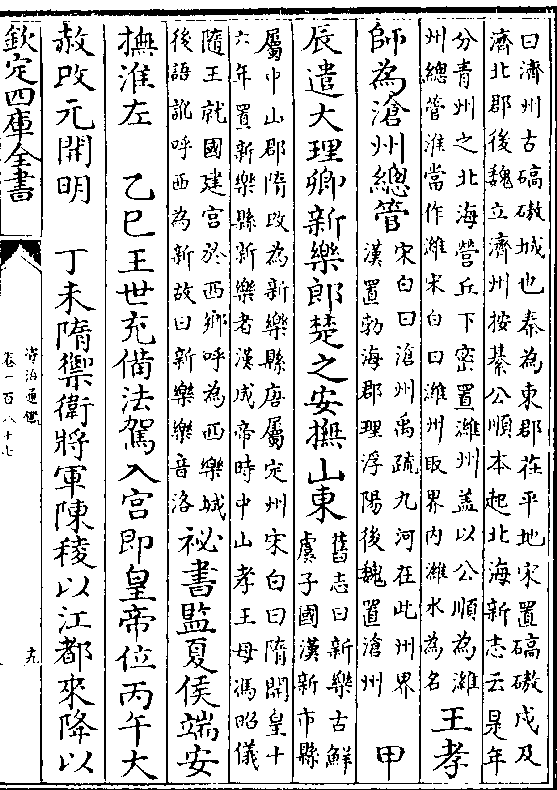 曰濟州古碻磝城也秦為東郡茌平地宋置碻磝戍及
濟北郡後魏立濟州按綦公順本起北海新志云是年
分青州之北海營丘下密置濰州蓋以公順為濰
州總管淮當作濰宋白曰濰州取界内濰水為名
王孝
師為滄州總管
宋白曰滄州禹疏九河在此州界
漢置勃海郡理浮陽後魏置滄州
甲
辰遣大理卿新樂郎楚之安撫山東
舊志曰新樂古鮮
虞子國漢新市縣
屬中山郡隋改為新樂縣唐屬定州宋白曰隋開皇十
六年置新樂縣新樂者漢成帝時中山孝王母馮昭儀
隨王就國建宮於西鄉呼為西樂城
後語訛呼西為新故曰新樂樂音洛
祕書監夏侯端安
撫淮左 乙巳王世充備法駕入宮即皇帝位丙午大
赦改元開明 丁未隋禦衛將軍陳稜以江都來降以
欽定四庫全書
資治通鑑
卷一百八十七
九